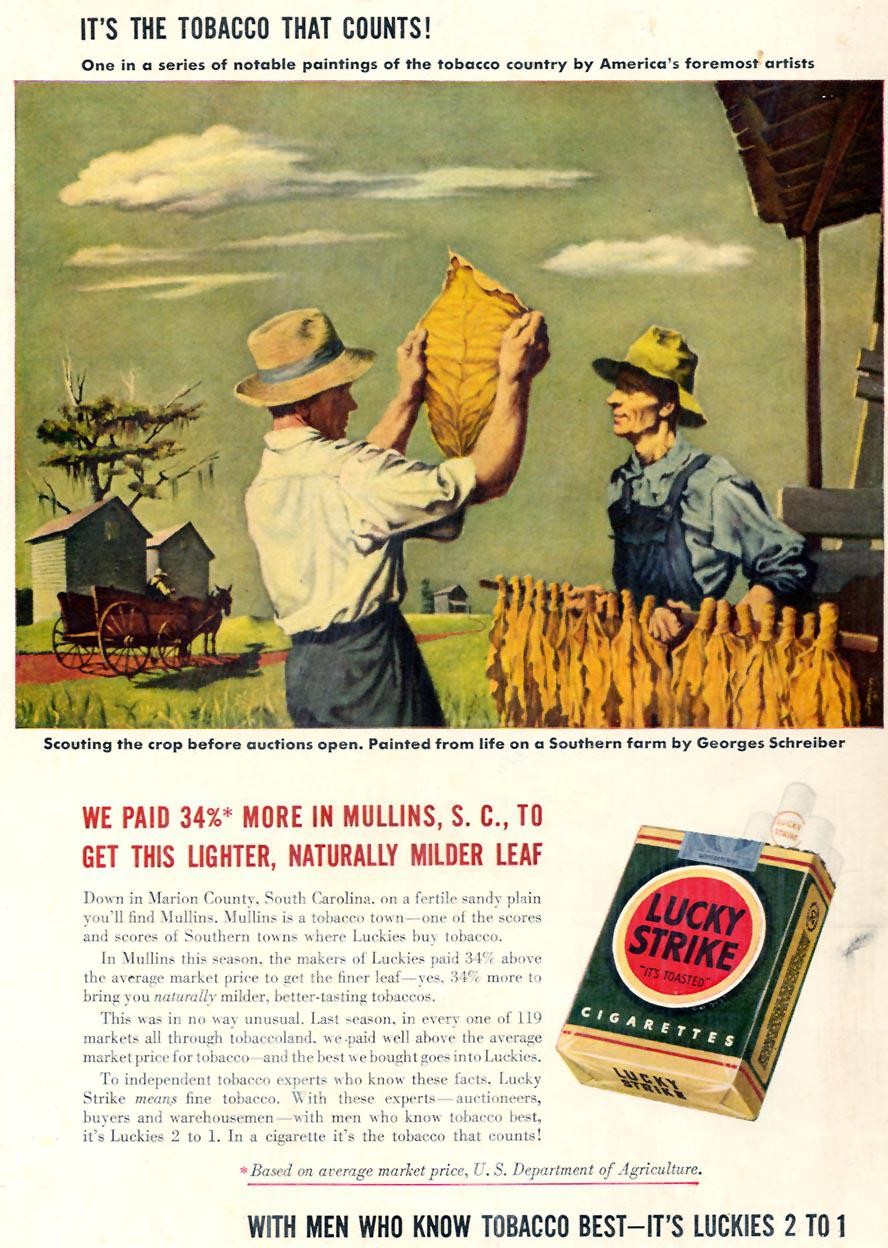 IT'S THE TOBACCO THAT COUNTS!
One in a series of notable paintings of the tobacco country by America's foremost artists
Scouting the crop before auctions open. Painted from life on a Southern farm by Georges Schreiber
WE PAID 34%* MORE IN MULLINS, S. C., TO
GET THIS LIGHTER, NATURALLY MILDER LEAF
Down in Marion County, South Carolina, on a fertile sandy plain
you'll find Mullins. Mullins is a tobacco town—one of the scores
and scores of Southern towns where Luckies buy tobacco.
In Mullins this season, the makers of Luckies paid 34% above
the average market price to get the finer leaf—yes, 34% more to
bring you naturally milder, better-tasting tobaccos.
This was in no way unusual. Last season, in every one of 119
markets all through tobaccoland, we paid well above the average
market price for tobacco—and the best we bought goes into Luckies.
To independent tobacco experts who know these facts, Lucky
Strike means fine tobacco. With these experts—auctioneers,
buyers and warehousemen—with men who know tobacco best,
it's Luckies 2 to 1. In a cigarette it's the tobacco that counts!
LUCKY
STRIKE
LUCKY
STRIKE
"IT'S TOASTED"
CIGARETTES
LUCKY
STRIKE
*Based on average market price, U. S. Department of Agriculture.
WITH MEN WHO KNOW TOBACCO BEST—IT'S LUCKIES 2 TO 1